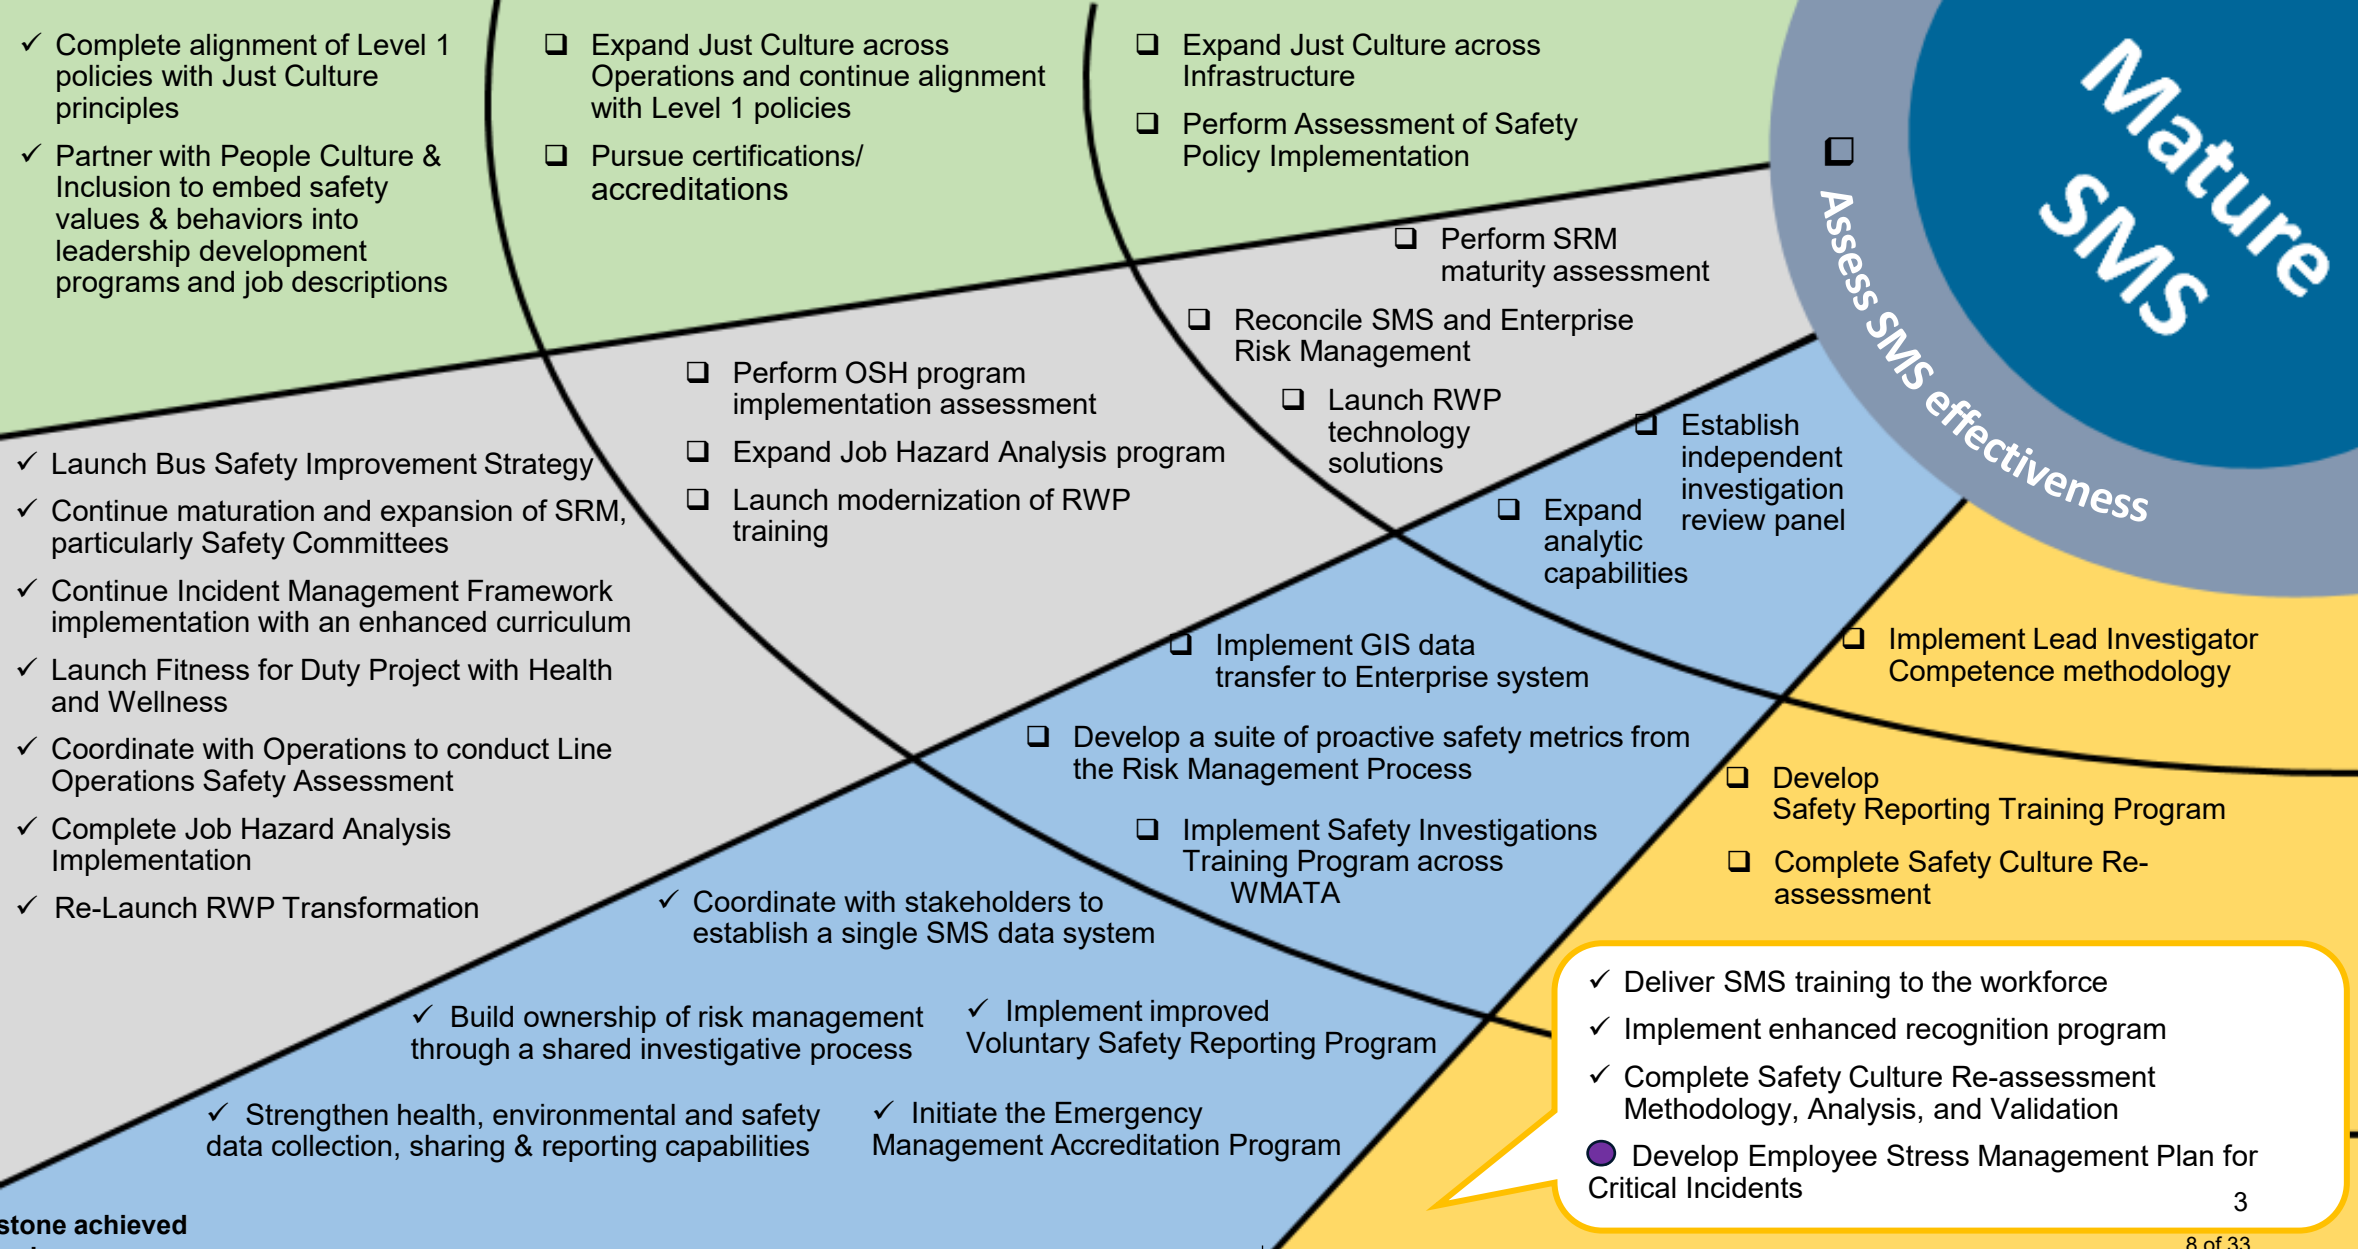 ✓ Complete alignment of Level 1
policies with Just Culture
principles
✓ Partner with People Culture &
Inclusion to embed safety
values & behaviors into
leadership development
programs and job descriptions
❑ Expand Just Culture across
Operations and continue alignment
with Level 1 policies
❑ Pursue certifications/
accreditations
❑ Expand Just Culture across
Infrastructure
❑ Perform Assessment of Safety
Policy Implementation
Mature
SMS
❑ Assess SMS effectiveness
✓ Launch Bus Safety Improvement Strategy
✓ Continue maturation and expansion of SRM,
particularly Safety Committees
✓ Continue Incident Management Framework
implementation with an enhanced curriculum
✓ Launch Fitness for Duty Project with Health
and Wellness
✓ Coordinate with Operations to conduct Line
Operations Safety Assessment
✓ Complete Job Hazard Analysis
Implementation
✓ Re-Launch RWP Transformation
❑ Perform OSH program
implementation assessment
❑ Expand Job Hazard Analysis program
❑ Launch modernization of RWP
training
❑ Perform SRM
maturity assessment
❑ Reconcile SMS and Enterprise
Risk Management
❑ Launch RWP
technology
solutions
❑ Establish
independent
investigation
review panel
❑ Expand
analytic
capabilities
❑ Implement GIS data
transfer to Enterprise system
❑ Develop a suite of proactive safety metrics from
the Risk Management Process
❑ Implement Safety Investigations
Training Program across
WMATA
✓ Coordinate with stakeholders to
establish a single SMS data system
✓ Build ownership of risk management
through a shared investigative process
✓ Implement improved
Voluntary Safety Reporting Program
✓ Strengthen health, environmental and safety
data collection, sharing & reporting capabilities
✓ Initiate the Emergency
Management Accreditation Program
❑ Implement Lead Investigator
Competence methodology
❑ Develop
Safety Reporting Training Program
❑ Complete Safety Culture Re-
assessment
✓ Deliver SMS training to the workforce
✓ Implement enhanced recognition program
✓ Complete Safety Culture Re-assessment
Methodology, Analysis, and Validation
Develop Employee Stress Management Plan for
Critical Incidents
3
stone achieved
8 of 33